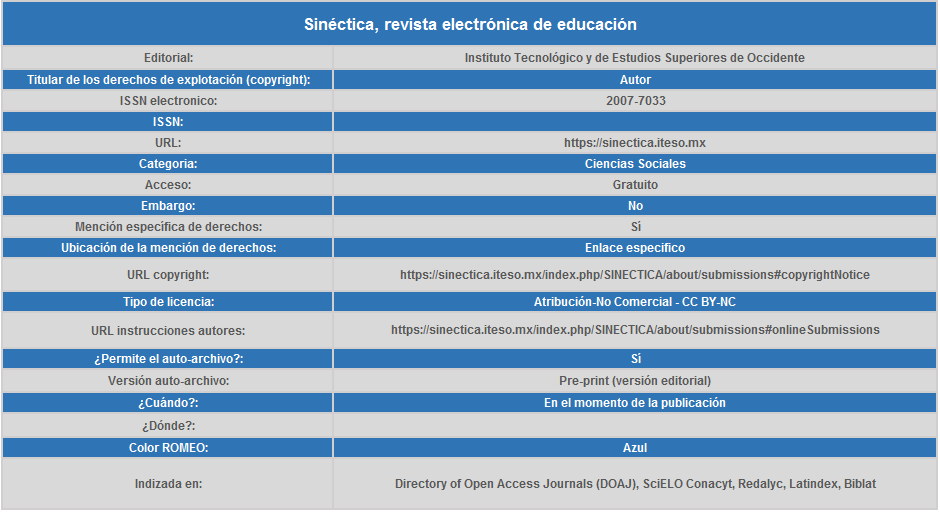 Sinéctica, revista electrónica de educación
Editorial: Instituto Tecnológico y de Estudios Superiores de Occidente
Titular de los derechos de explotación (copyright): Autor
ISSN electronico: 2007-7033
ISSN:
URL: https://sinectica.iteso.mx
Categoria: Ciencias Sociales
Acceso: Gratuito
Embargo: No
Mención específica de derechos: Sí
Ubicación de la mención de derechos: Enlace especifico
URL copyright: https://sinectica.iteso.mx/index.php/SINECTICA/about/submissions#copyrightNotice
Tipo de licencia: Atribución-No Comercial - CC BY-NC
URL instrucciones autores: https://sinectica.iteso.mx/index.php/SINECTICA/about/submissions#onlineSubmissions
¿Permite el auto-archivo?: Sí
Versión auto-archivo: Pre-print (versión editorial)
¿Cuándo?: En el momento de la publicación
¿Dónde?:
Color ROMEO: Azul
Indizada en: Directory of Open Access Journals (DOAJ), SciELO Conacyt, Redalyc, Latindex, Biblat